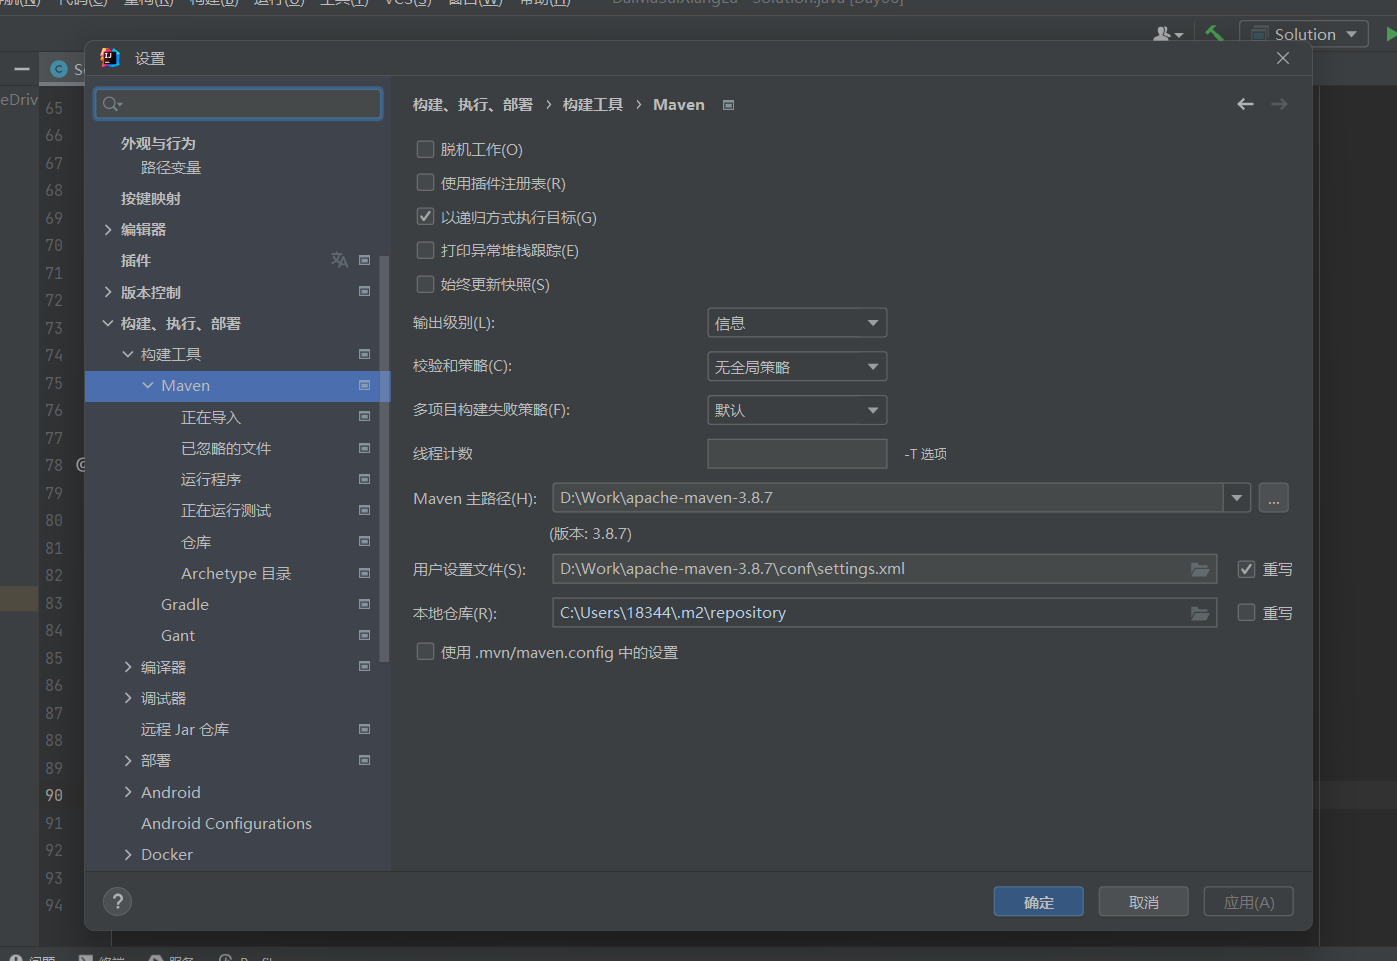 Solution
设置
65
66
67
68
69
70
71
72
73
74
75
76
77
78
79
80
81
82
83
84
85
86
87
88
89
90
91
92
93
94
外观与行为
路径变量
按键映射
编辑器
插件
版本控制
构建、执行、部署
构建工具
Maven
正在导入
已忽略的文件
运行程序
正在运行测试
仓库
Archetype 目录
Gradle
Gant
编译器
调试器
远程 Jar 仓库
部署
Android
Android Configurations
Docker
构建、执行、部署 › 构建工具 › Maven
脱机工作(O)
使用插件注册表(R)
以递归方式执行目标(G)
打印异常堆栈跟踪(E)
始终更新快照(S)
输出级别(L): 信息
校验和策略(C): 无全局策略
多项目构建失败策略(F): 默认
线程计数 -T 选项
Maven 主路径(H): D:\Work\apache-maven-3.8.7 ...
(版本: 3.8.7)
用户设置文件(S): D:\Work\apache-maven-3.8.7\conf\settings.xml 重写
本地仓库(R): C:\Users\18344\.m2\repository 重写
使用 .mvn/maven.config 中的设置
? 确定 取消 应用(A)